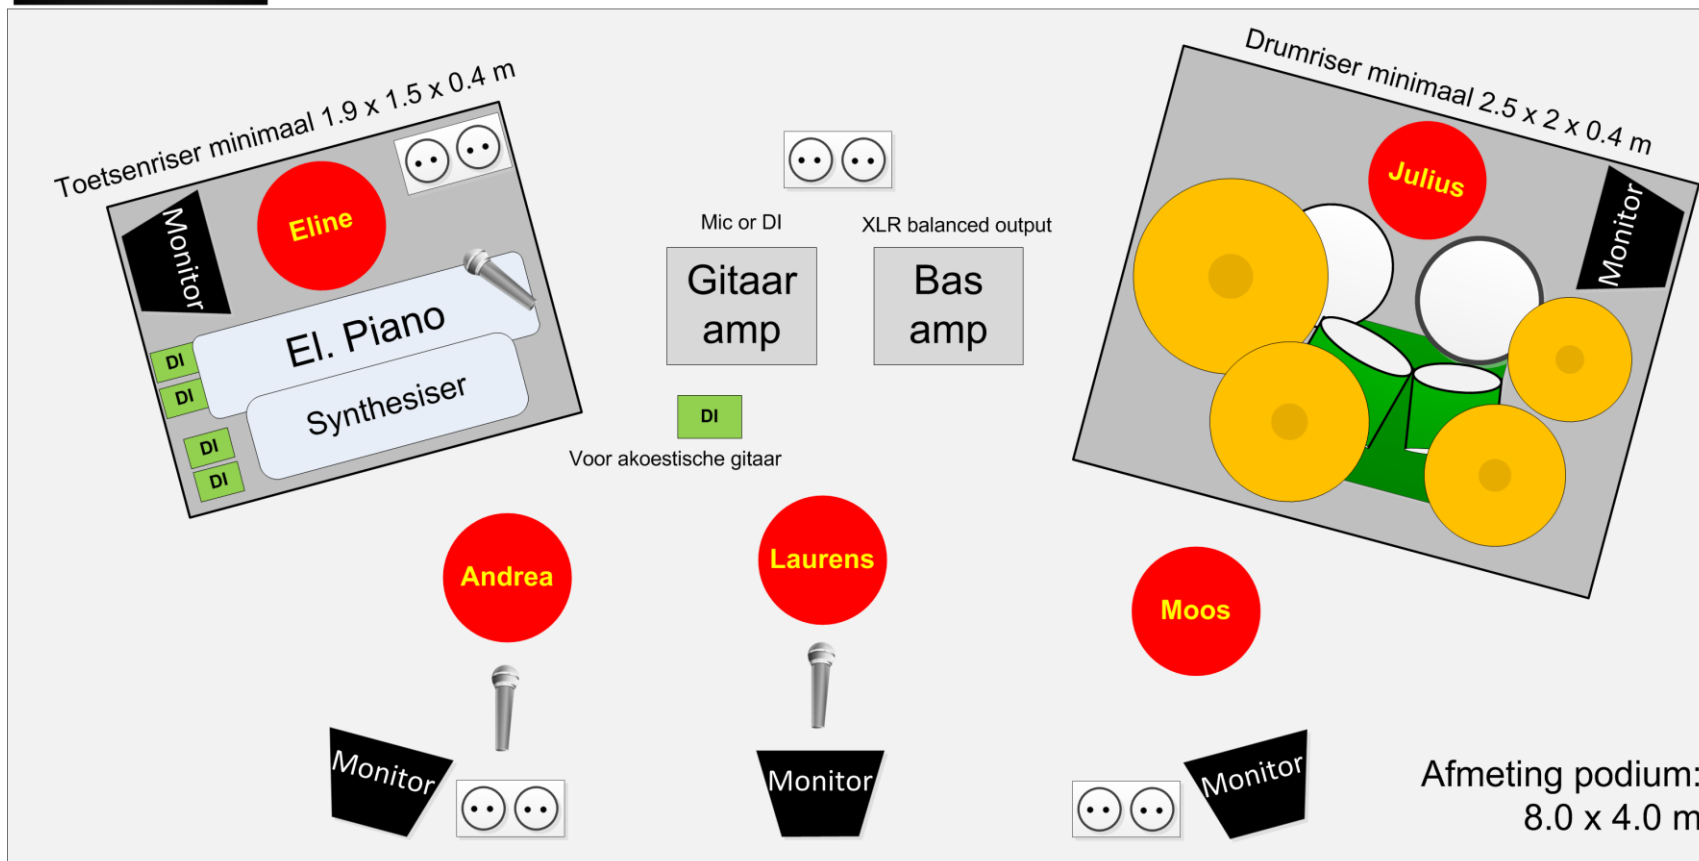 Toetsenriser minimaal 1.9 x 1.5 x 0.4 m
Drumriser minimaal 2.5 x 2 x 0.4 m
Monitor
Eline
El. Piano
Synthesiser
DI
DI
DI
DI
Mic or DI
Gitaar
amp
XLR balanced output
Bas
amp
DI
Voor akoestische gitaar
Julius
Monitor
Andrea
Laurens
Moos
Monitor
Monitor
Monitor
Afmeting podium:
8.0 x 4.0 m